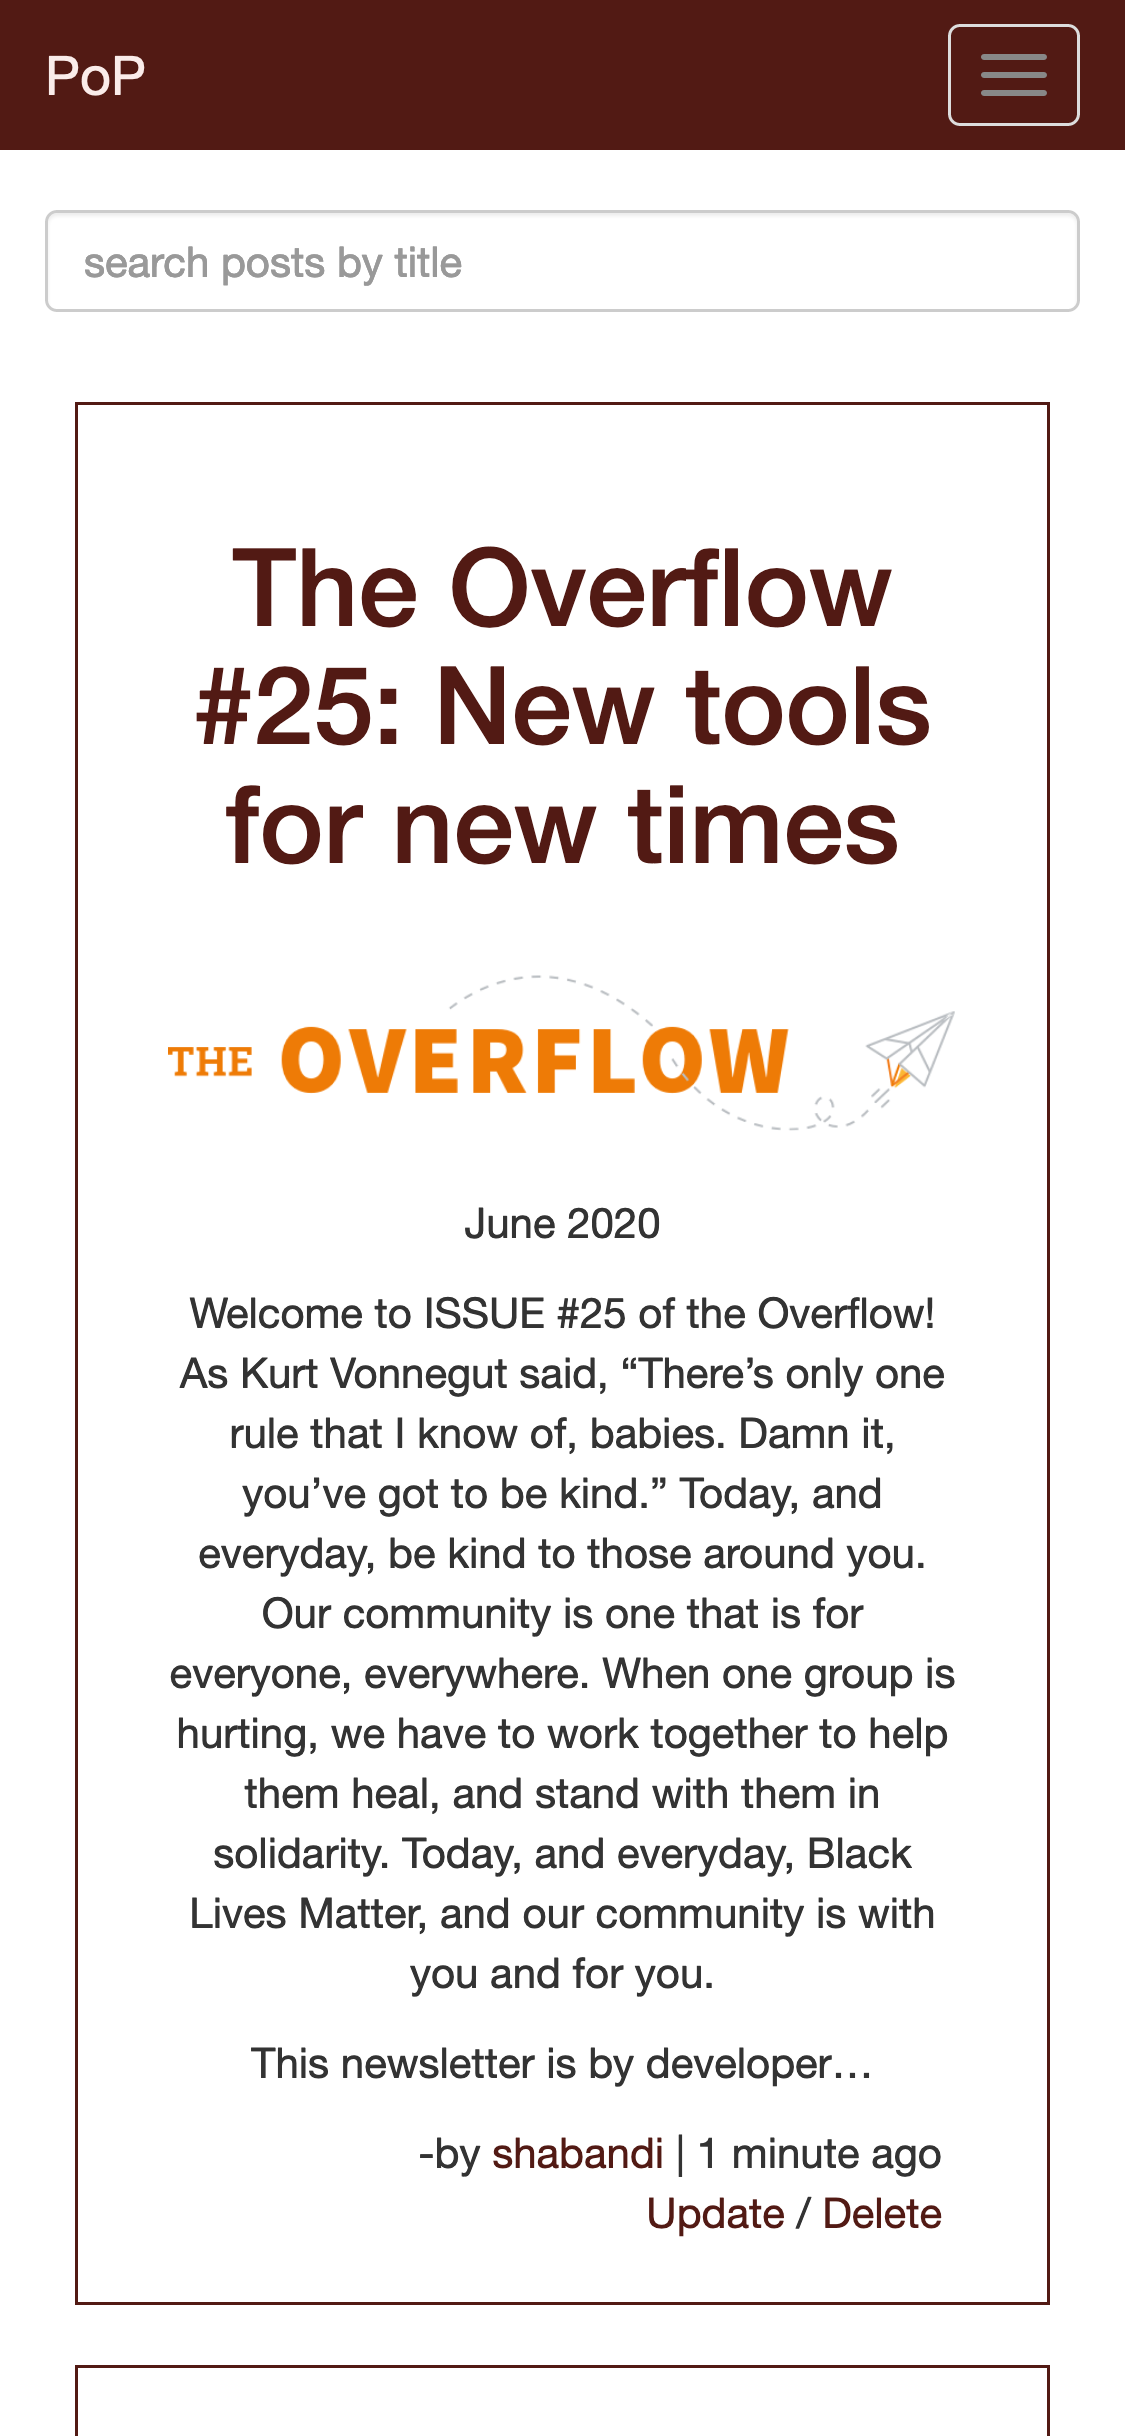 PoP
search posts by title
The Overflow
#25: New tools
for new times
THE OVERFLOW
June 2020
Welcome to ISSUE #25 of the Overflow!
As Kurt Vonnegut said, “There’s only one
rule that I know of, babies. Damn it,
you’ve got to be kind.” Today, and
everyday, be kind to those around you.
Our community is one that is for
everyone, everywhere. When one group is
hurting, we have to work together to help
them heal, and stand with them in
solidarity. Today, and everyday, Black
Lives Matter, and our community is with
you and for you.
This newsletter is by developer…
-by shabandi | 1 minute ago
Update / Delete